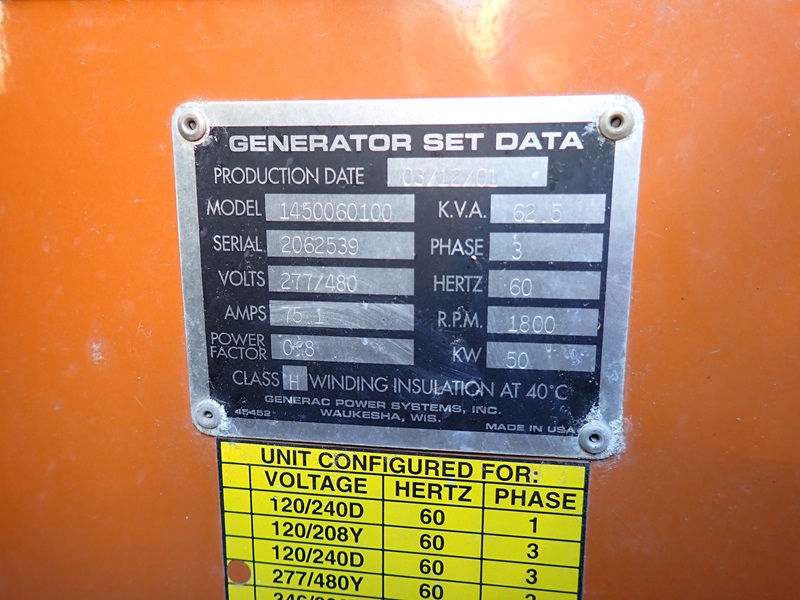 GENERATOR SET DATA
PRODUCTION DATE 03/12/01
MODEL 1450060100 K.V.A. 62.5
SERIAL 2062539 PHASE 3
VOLTS 277/480 HERTZ 60
AMPS 75.1 R.P.M. 1800
POWER FACTOR 0.8 KW 50
CLASS H WINDING INSULATION AT 40°C
GENERAC POWER SYSTEMS, INC.
45452 WAUKESHA, WIS.
MADE IN USA
UNIT CONFIGURED FOR:
VOLTAGE HERTZ PHASE
120/240D 60 1
120/208Y 60 3
120/240D 60 3
277/480Y 60 3